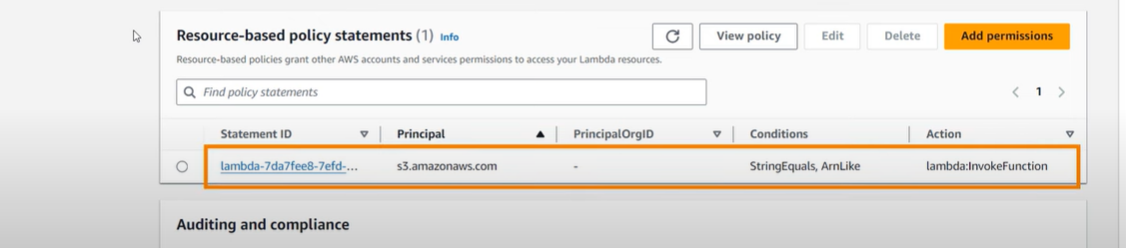 Resource-based policy statements (1) Info
View policy
Edit
Delete
Add permissions
Resource-based policies grant other AWS accounts and services permissions to access your Lambda resources.
Find policy statements
1
Statement ID Principal PrincipalOrgID Conditions Action
lambda-7da7fee8-7efd-... s3.amazonaws.com - StringEquals, ArnLike lambda:InvokeFunction
Auditing and compliance